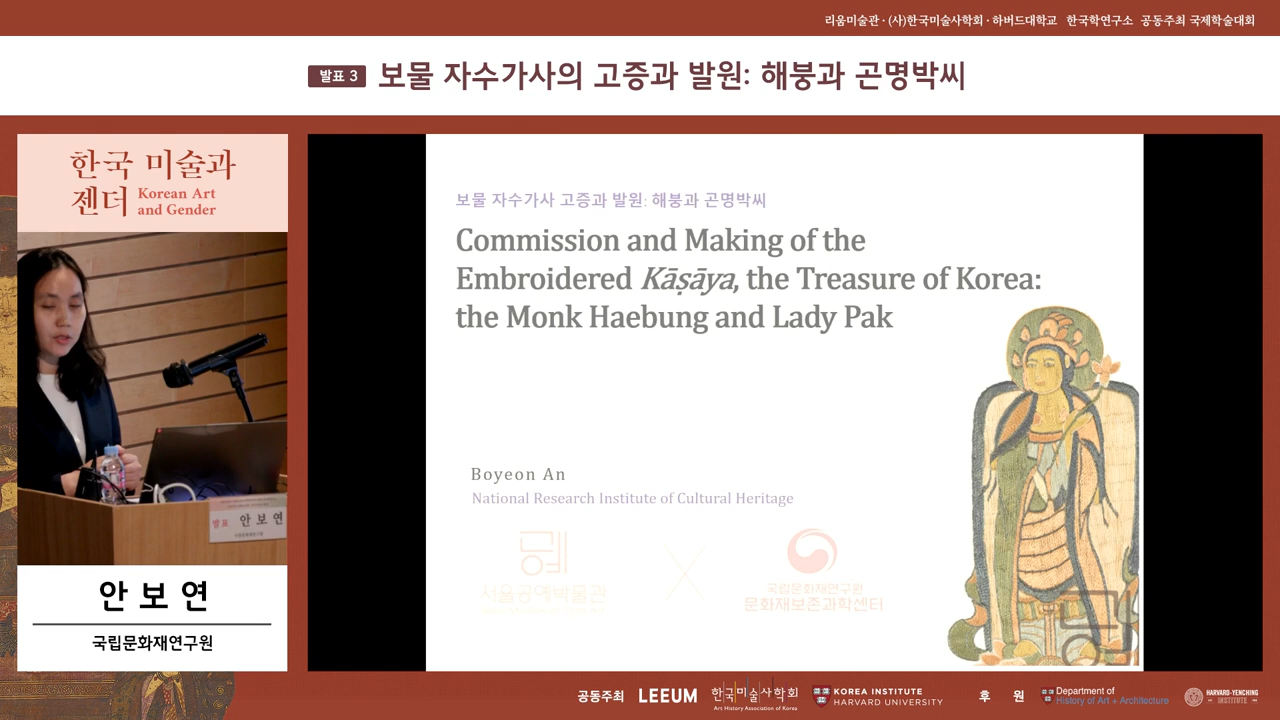 리움미술관 · (사)한국미술사학회 · 하버드대학교 한국학연구소 공동주최 국제학술대회
발표 3 보물 자수가사의 고증과 발원: 해붕과 곤명박씨
한국 미술과
젠더 Korean Art
and Gender
보물 자수가사 고증과 발원: 해붕과 곤명박씨
Commission and Making of the
Embroidered Kāṣāya, the Treasure of Korea:
the Monk Haebung and Lady Pak
Boyeon An
National Research Institute of Cultural Heritage
서울공예박물관
국립문화재연구원
문화재보존과학센터
발표 안보연
안보연
국립문화재연구원
공동주최 LEEUM 한국미술사학회 KOREA INSTITUTE 후 원 Department of HARVARD-YENCHING
Art History Association of Korea HARVARD UNIVERSITY History of Art + Architecture INSTITUTE